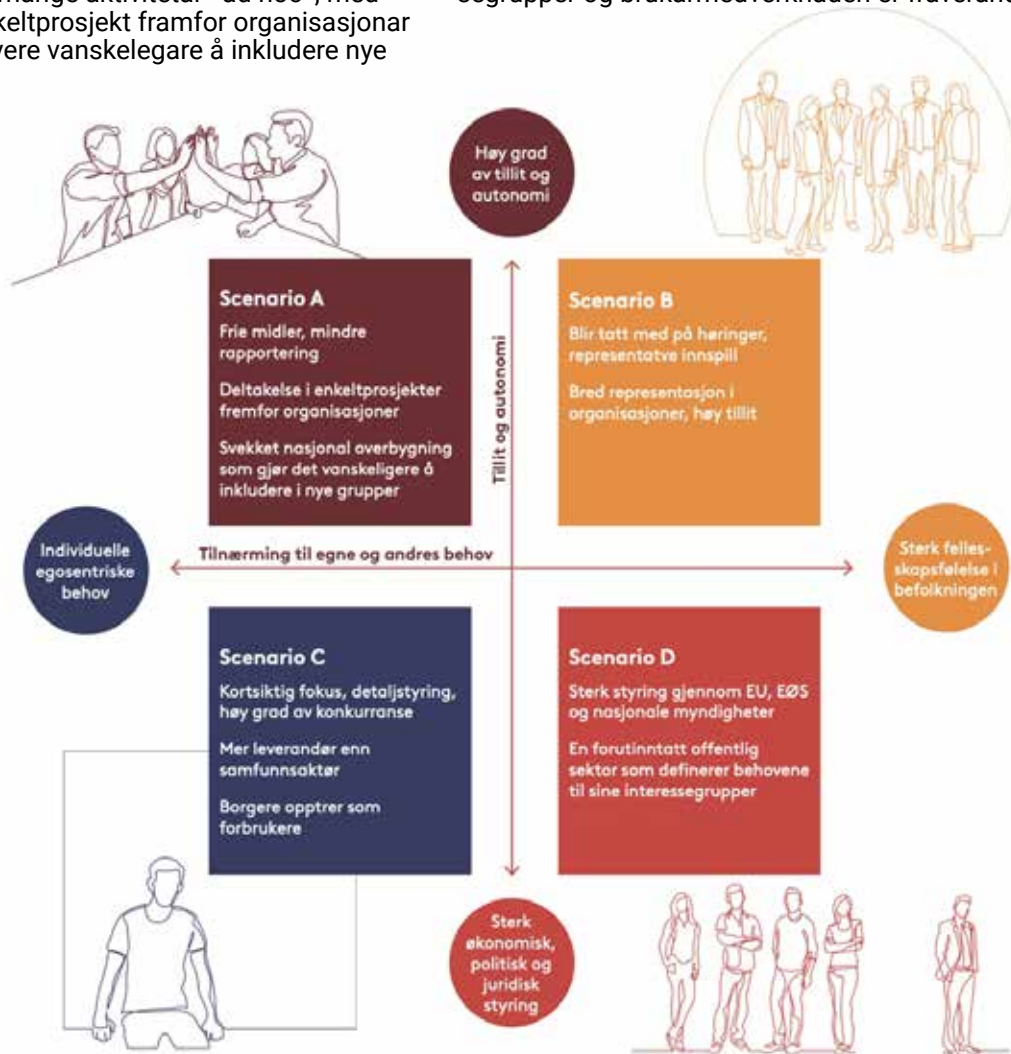 keltprosjekt framfor organisasjonar
vere vanskelegare å inkludere nye
Høy grad
av tillit og
autonomi
Scenario A
Frie midler, mindre
rapportering
Deltakelse i enkeltprosjekter
fremfor organisasjoner
Svekket nasjonal overbygning
som gjør det vanskeligere å
inkludere i nye grupper
Scenario B
Blir tatt med på høringer,
representatve innspill
Bred representasjon i
organisasjoner, høy tillit
Tillit og autonomi
Individuelle
egosentriske
behov
Tilnærming til egne og andres behov
Sterk felles-
skapsfølelse i
befolkningen
Scenario C
Kortsiktig fokus, detaljstyring,
høy grad av konkurranse
Mer leverandør enn
samfunnsaktør
Borgere opptrer som
forbrukere
Scenario D
Sterk styring gjennom EU, EØS
og nasjonale myndigheter
En forutinntatt offentlig
sektor som definerer behovene
til sine interessegrupper
Sterk
økonomisk,
politisk og
juridisk
styring